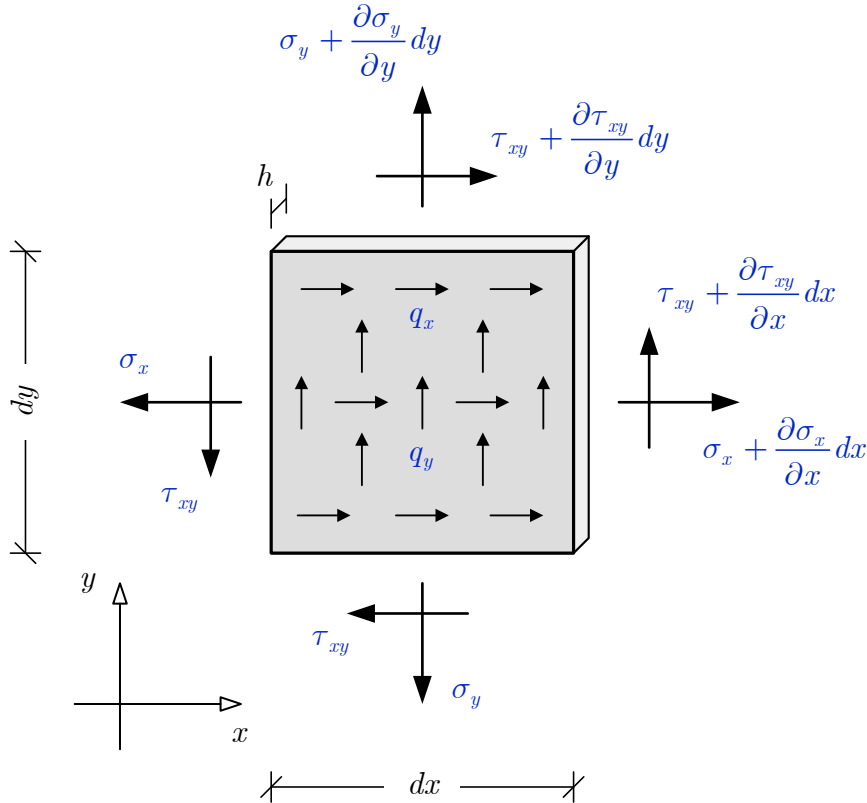 σ_y + ∂σ_y/∂y dy
τ_xy + ∂τ_xy/∂y dy
h
τ_xy + ∂τ_xy/∂x dx
q_x
σ_x
dy
σ_x + ∂σ_x/∂x dx
q_y
τ_xy
y
τ_xy
σ_y
x
dx